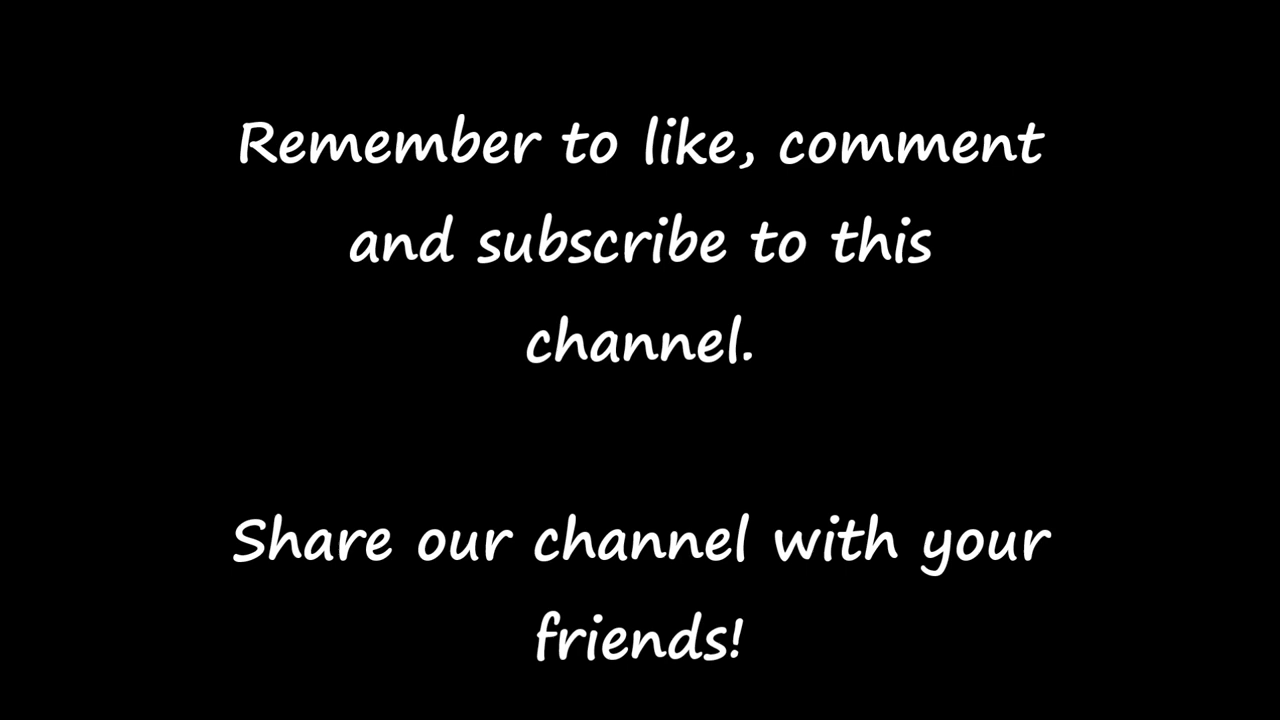 Remember to like, comment
and subscribe to this
channel.
Share our channel with your
friends!